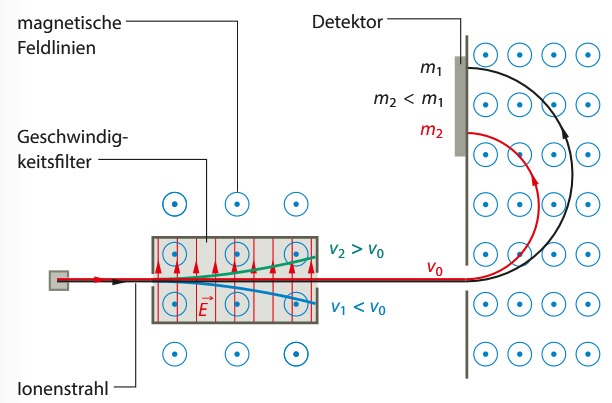 magnetische
Feldlinien
Detektor
m₁
m₂ < m₁
m₂
Geschwindig-
keitsfilter
v₂ > v₀
v₀
E⃗
v₁ < v₀
Ionenstrahl